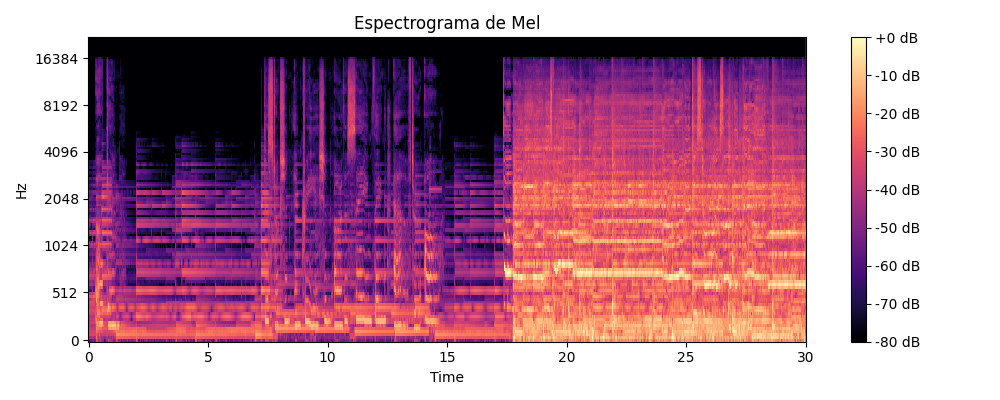 Espectrograma de Mel
Hz
16384
8192
4096
2048
1024
512
0
0 5 10 15 20 25 30
Time
+0 dB
-10 dB
-20 dB
-30 dB
-40 dB
-50 dB
-60 dB
-70 dB
-80 dB